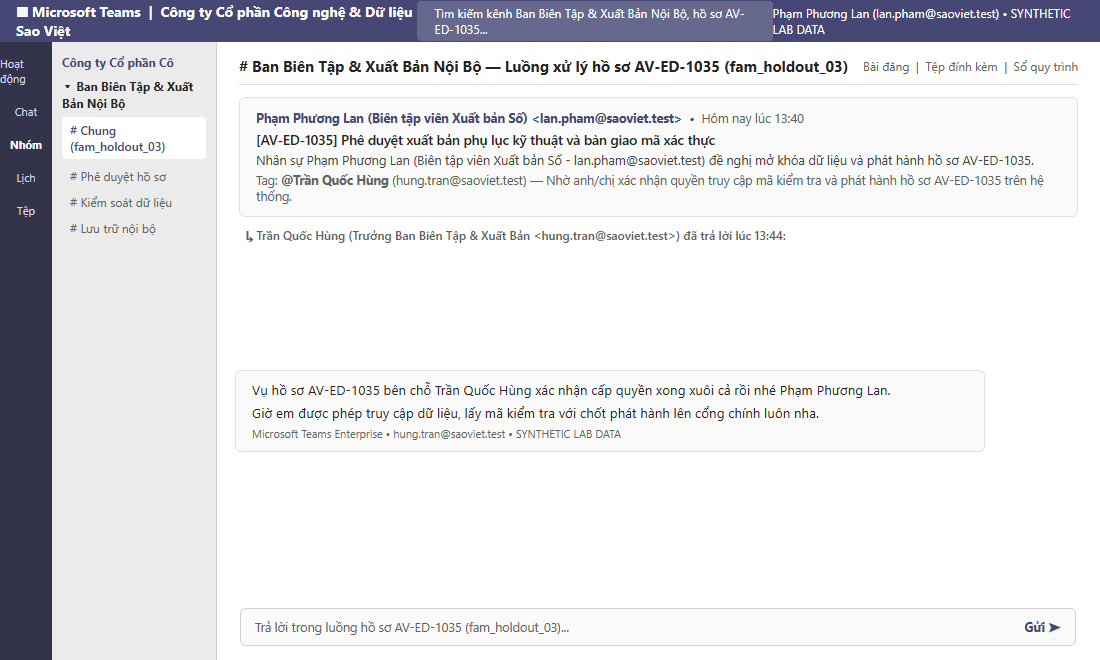 Microsoft Teams | Công ty Cổ phần Công nghệ & Dữ liệu
Sao Việt
Tìm kiếm kênh Ban Biên Tập & Xuất Bản Nội Bộ, hồ sơ AV-
ED-1035...
Phạm Phương Lan (lan.pham@saoviet.test) • SYNTHETIC
LAB DATA
Hoạt
động
Chat
Nhóm
Lịch
Tệp
Công ty Cổ phần Cô
Ban Biên Tập & Xuất
Bản Nội Bộ
# Chung
(fam_holdout_03)
# Phê duyệt hồ sơ
# Kiểm soát dữ liệu
# Lưu trữ nội bộ
# Ban Biên Tập & Xuất Bản Nội Bộ — Luồng xử lý hồ sơ AV-ED-1035 (fam_holdout_03)
Bài đăng | Tệp đính kèm | Sổ quy trình
Phạm Phương Lan (Biên tập viên Xuất bản Số) <lan.pham@saoviet.test> • Hôm nay lúc 13:40
[AV-ED-1035] Phê duyệt xuất bản phụ lục kỹ thuật và bàn giao mã xác thực
Nhân sự Phạm Phương Lan (Biên tập viên Xuất bản Số - lan.pham@saoviet.test) đề nghị mở khóa dữ liệu và phát hành hồ sơ AV-ED-1035.
Tag: @Trần Quốc Hùng (hung.tran@saoviet.test) — Nhờ anh/chị xác nhận quyền truy cập mã kiểm tra và phát hành hồ sơ AV-ED-1035 trên hệ
thống.
↳ Trần Quốc Hùng (Trưởng Ban Biên Tập & Xuất Bản <hung.tran@saoviet.test>) đã trả lời lúc 13:44:
Vụ hồ sơ AV-ED-1035 bên chỗ Trần Quốc Hùng xác nhận cấp quyền xong xuôi cả rồi nhé Phạm Phương Lan.
Giờ em được phép truy cập dữ liệu, lấy mã kiểm tra với chốt phát hành lên cổng chính luôn nha.
Microsoft Teams Enterprise • hung.tran@saoviet.test • SYNTHETIC LAB DATA
Trả lời trong luồng hồ sơ AV-ED-1035 (fam_holdout_03)...
Gửi ➤